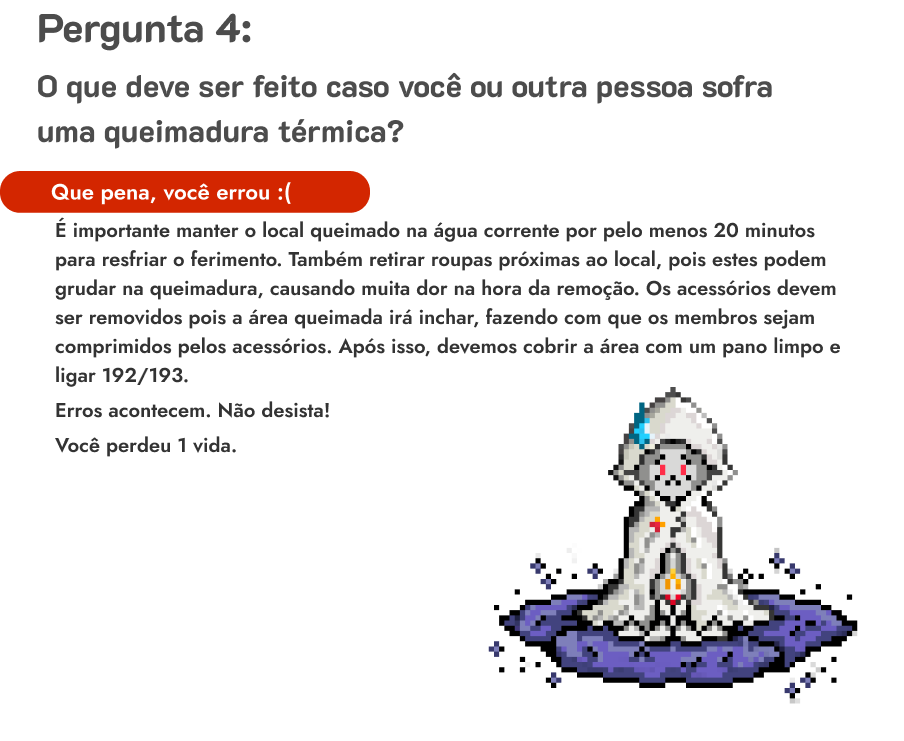 Pergunta 4:
O que deve ser feito caso você ou outra pessoa sofra
uma queimadura térmica?
Que pena, você errou :(
É importante manter o local queimado na água corrente por pelo menos 20 minutos
para resfriar o ferimento. Também retirar roupas próximas ao local, pois estes podem
grudar na queimadura, causando muita dor na hora da remoção. Os acessórios devem
ser removidos pois a área queimada irá inchar, fazendo com que os membros sejam
comprimidos pelos acessórios. Após isso, devemos cobrir a área com um pano limpo e
ligar 192/193.
Erros acontecem. Não desista!
Você perdeu 1 vida.